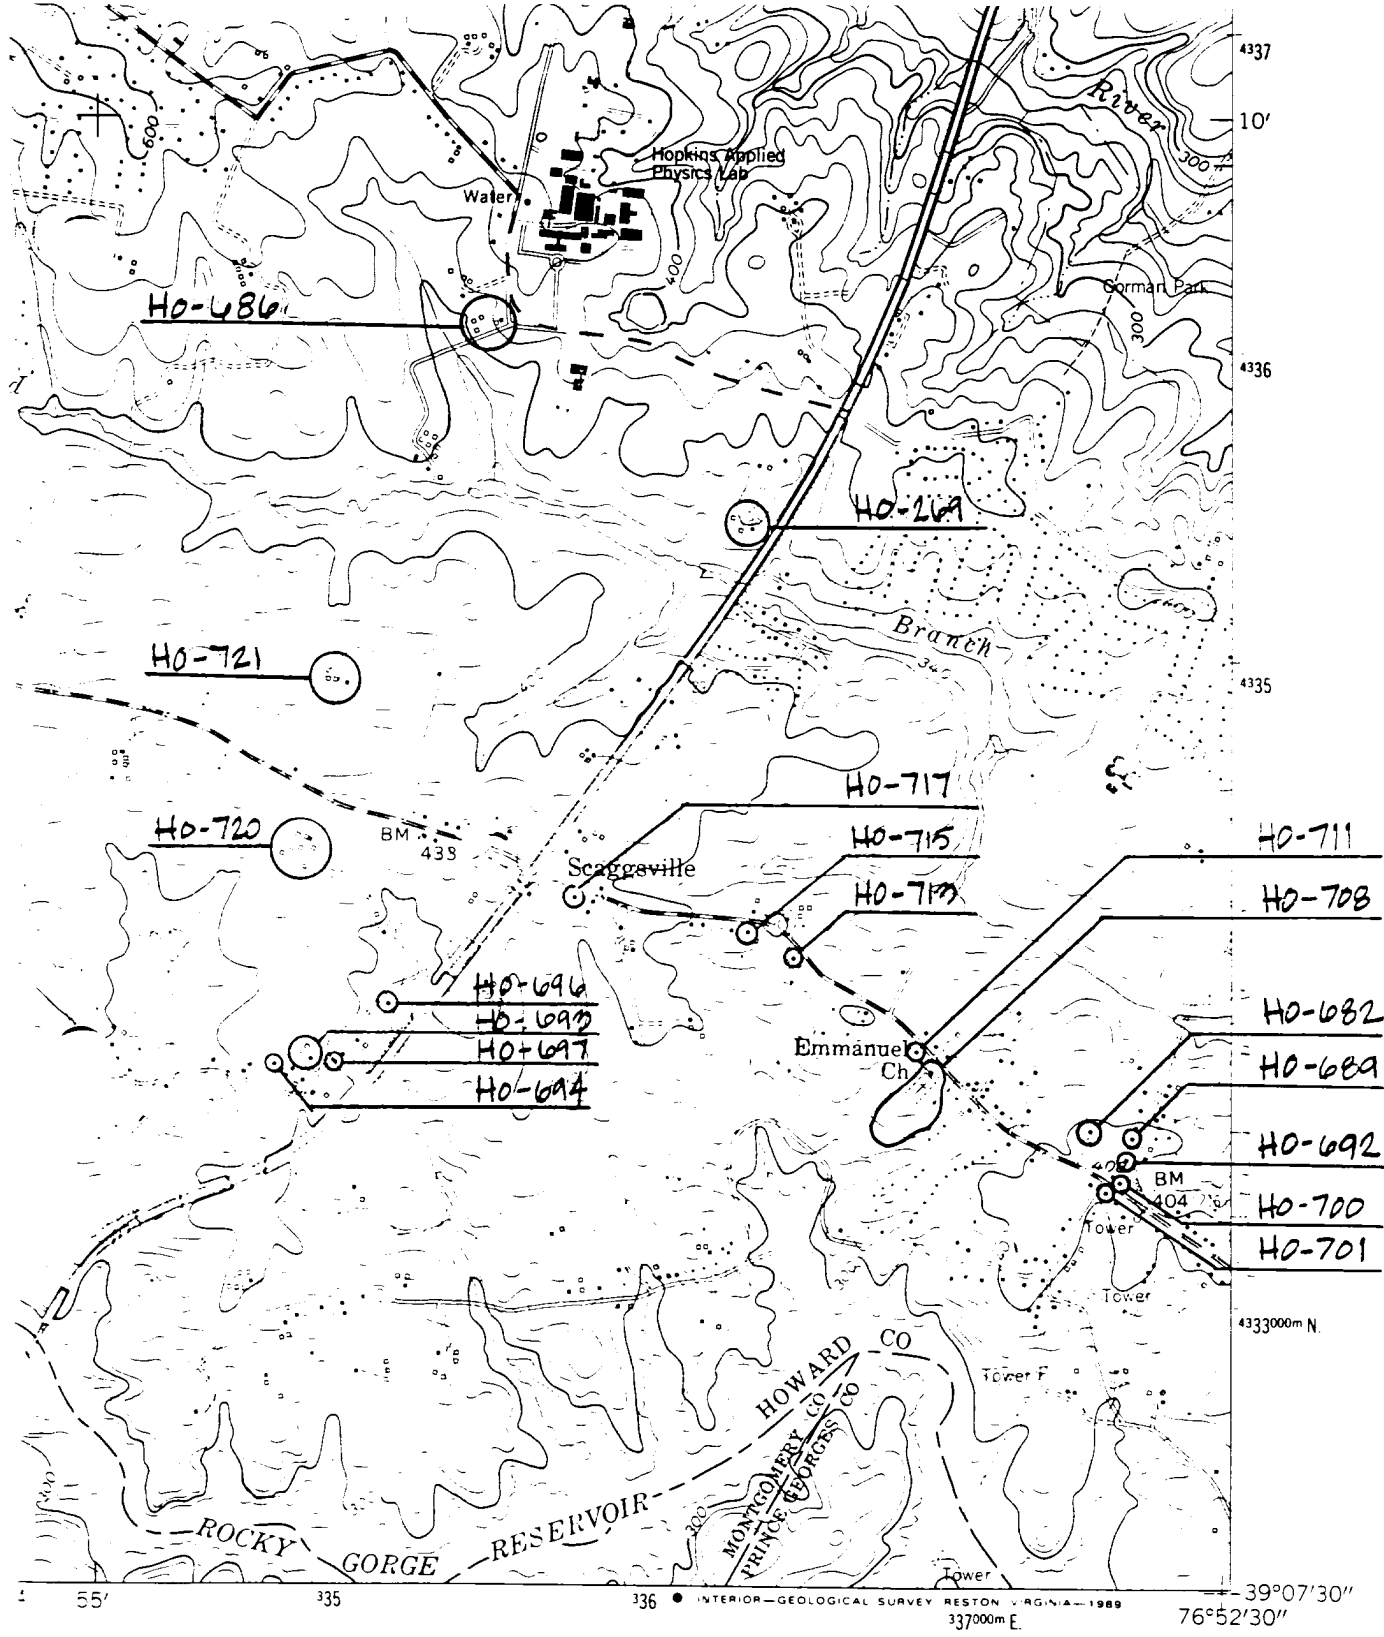 4337
River
10'
600
Hopkins Applied
Physics Lab
300
Water
400
Gorman Park
HO-686
300
4336
HO-269
Branch
HO-721
4335
HO-717
HO-720
BM
433
HO-715
HO-711
Scaggsville
HO-713
HO-708
HO-696
HO-693
HO-697
HO-694
Emmanuel
Ch
HO-682
HO-689
HO-692
BM
404
HO-700
Tower
HO-701
Tower
4333000m N.
HOWARD CO
Tower
MONTGOMERY CO
PRINCE GEORGES CO
300
ROCKY GORGE RESERVOIR
Tower
55'
335
336
INTERIOR—GEOLOGICAL SURVEY RESTON VIRGINIA—1989
337000m E.
39°07'30"
76°52'30"